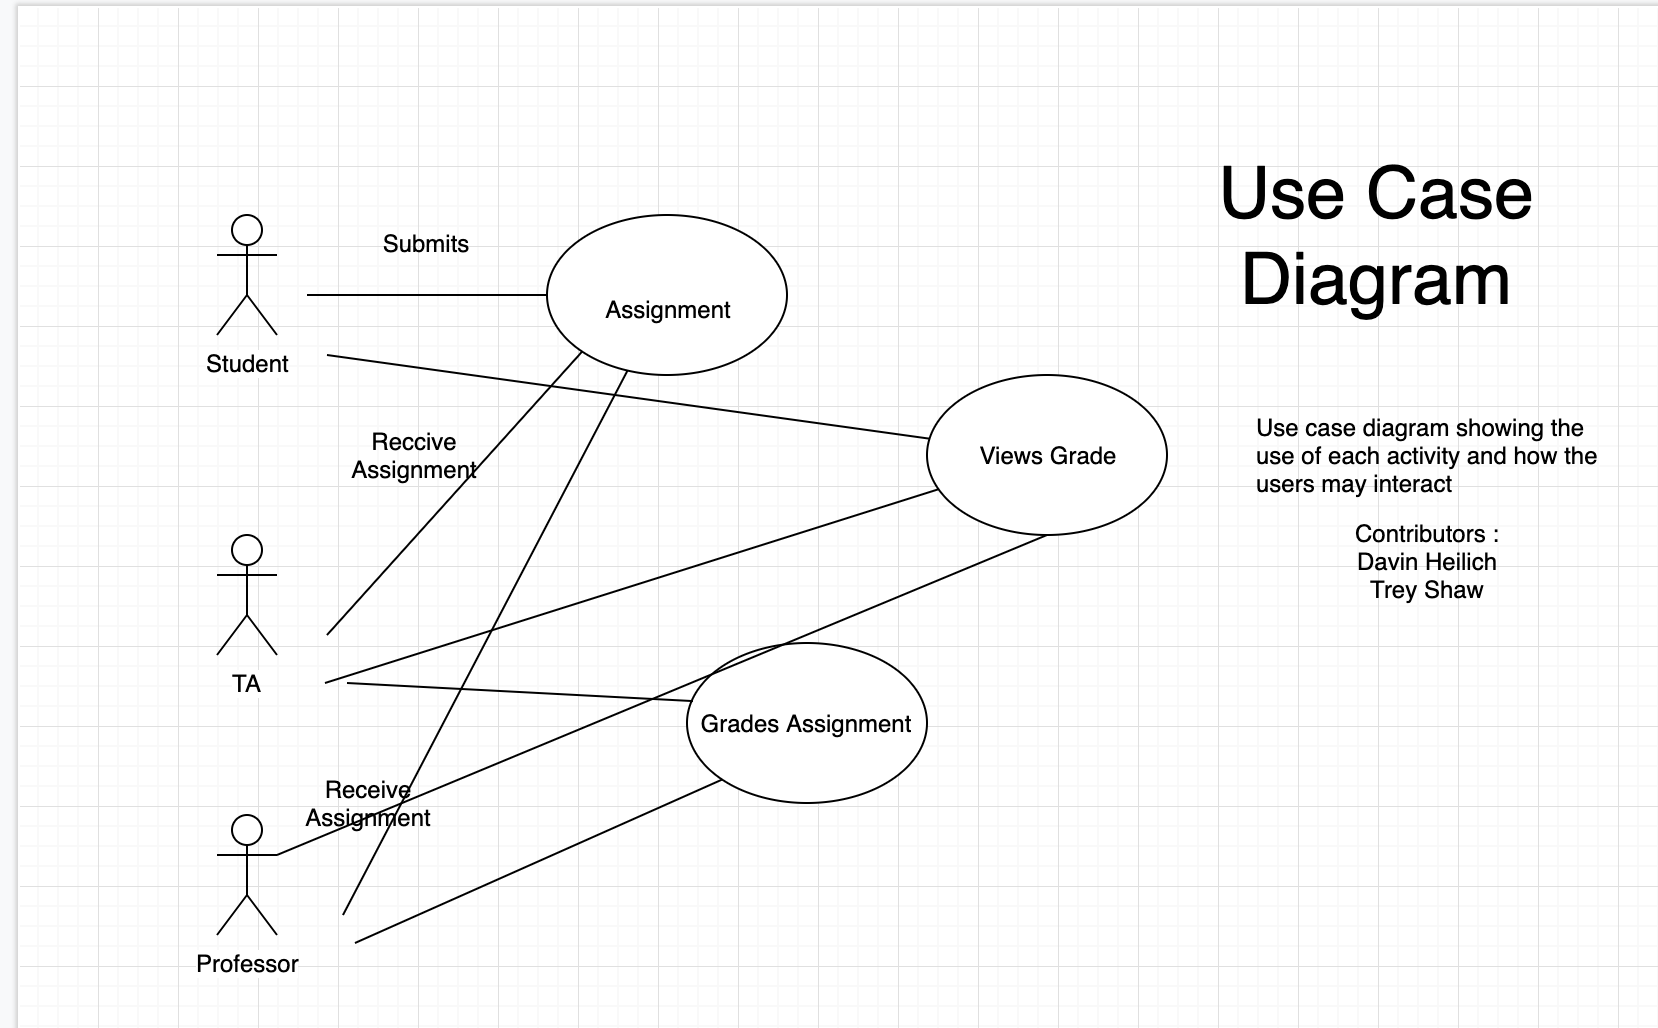 Use Case
Diagram
Submits
Assignment
Student
Reccive
Assignment
Views Grade
Use case diagram showing the
use of each activity and how the
users may interact
Contributors :
Davin Heilich
Trey Shaw
TA
Grades Assignment
Receive
Assignment
Professor